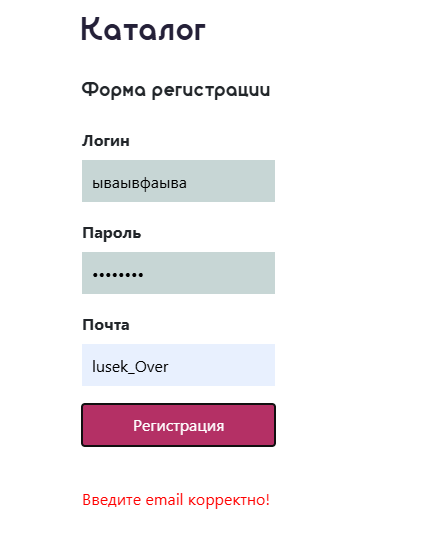 Каталог
Форма регистрации
Логин
ываывфаыва
Пароль
••••••••
Почта
lusek_Over
Регистрация
Введите email корректно!